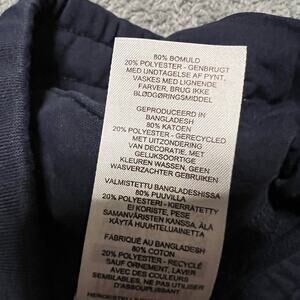 80% BOMULD
20% POLYESTER - GENBRUGT
MED UNDTAGELSE AF PYNT.
VASKES MED LIGNENDE
FARVER, BRUG IKKE
BLØDGØRINGSMIDDEL
GEPRODUCEERD IN
BANGLADESH
80% KATOEN
20% POLYESTER - GERECYCLED
MET UITZONDERING
VAN DECORATIE, MET
GELIJKSOORTIGE
KLEUREN WASSEN, GEEN
WASVERZACHTER GEBRUIKEN
VALMISTETTU BANGLADESHISSA
80% PUUVILLA
20% POLYESTERI - KIERRÄTETTY
EI KORISTE, PESE
SAMANVÄRISTEN KANSSA, ÄLÄ
KÄYTÄ HUUHTELUAINETTA
FABRIQUÉ AU BANGLADESH
80% COTON
20% POLYESTER - RECYCLÉ
SAUF ORNEMENT, LAVER
AVEC DES COULEURS
SEMBLABLES, NE PAS UTILISER
D'ASSOUPLISSANT